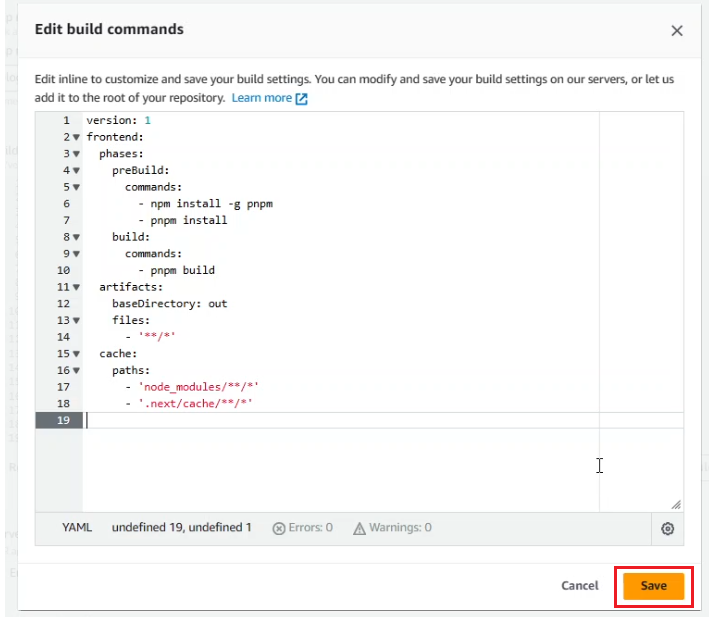 Edit build commands
Edit inline to customize and save your build settings. You can modify and save your build settings on our servers, or let us
add it to the root of your repository. Learn more
1 version: 1
2 frontend:
3 phases:
4 preBuild:
5 commands:
6 - npm install -g pnpm
7 - pnpm install
8 build:
9 commands:
10 - pnpm build
11 artifacts:
12 baseDirectory: out
13 files:
14 - '**/*'
15 cache:
16 paths:
17 - 'node_modules/**/*'
18 - '.next/cache/**/*'
19
YAML undefined 19, undefined 1 Errors: 0 Warnings: 0
Cancel Save